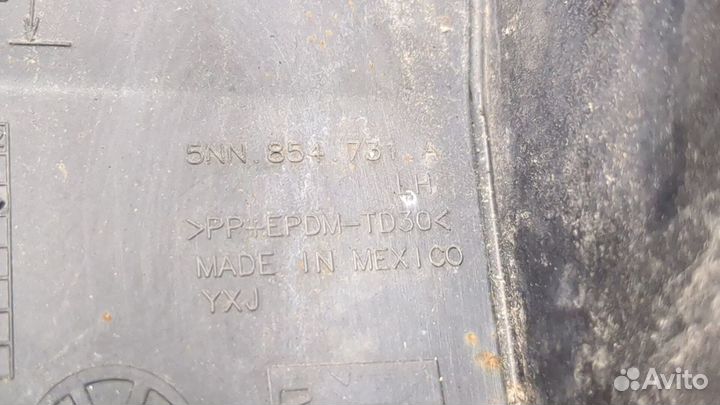 5NN.854.731 A
LH
>PP+EPDM-TD30<
MADE IN MEXICO
YXJ
Avito